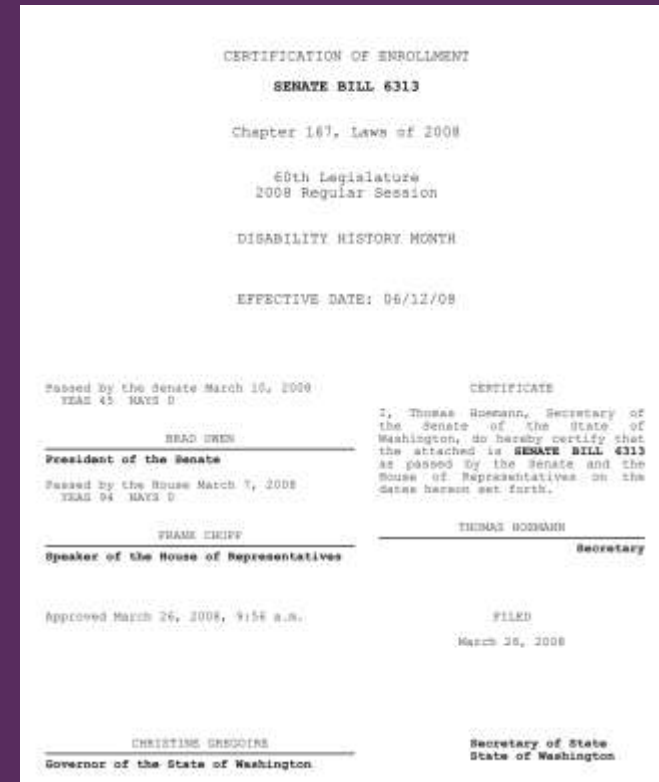 CERTIFICATION OF ENROLLMENT
SENATE BILL 6313
Chapter 167, Laws of 2008
60th Legislature
2008 Regular Session
DISABILITY HISTORY MONTH
EFFECTIVE DATE: 06/12/08
Passed by the Senate March 10, 2008
YEAS 45 NAYS 0
BRAD OWEN
President of the Senate
Passed by the House March 7, 2008
YEAS 94 NAYS 0
FRANK CHOPP
Speaker of the House of Representatives
Approved March 26, 2008, 9:56 a.m.
CHRISTINE GREGOIRE
Governor of the State of Washington
CERTIFICATE
I, Thomas Hoemann, Secretary of
the Senate of the State of
Washington, do hereby certify that
the attached is SENATE BILL 6313
as passed by the Senate and the
House of Representatives on the
dates hereon set forth.
THOMAS HOEMANN
Secretary
FILED
March 26, 2008
Secretary of State
State of Washington